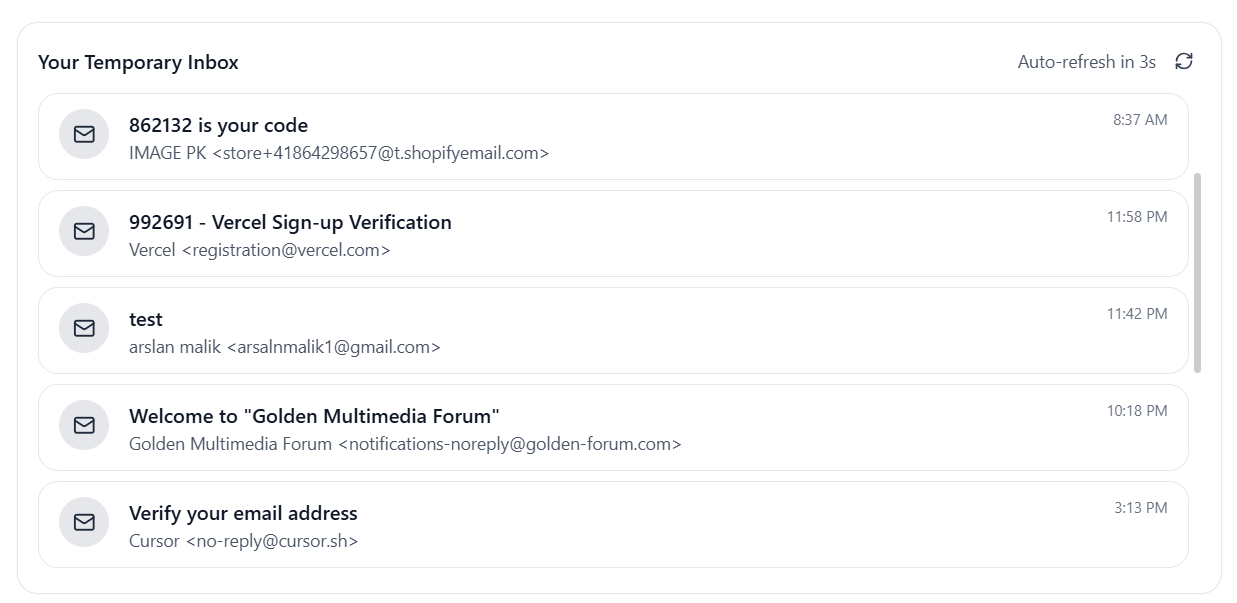 Your Temporary Inbox
Auto-refresh in 3s
862132 is your code
8:37 AM
IMAGE PK <store+41864298657@t.shopifyemail.com>
992691 - Vercel Sign-up Verification
11:58 PM
Vercel <registration@vercel.com>
test
11:42 PM
arslan malik <arsalnmalik1@gmail.com>
Welcome to "Golden Multimedia Forum"
10:18 PM
Golden Multimedia Forum <notifications-noreply@golden-forum.com>
Verify your email address
3:13 PM
Cursor <no-reply@cursor.sh>